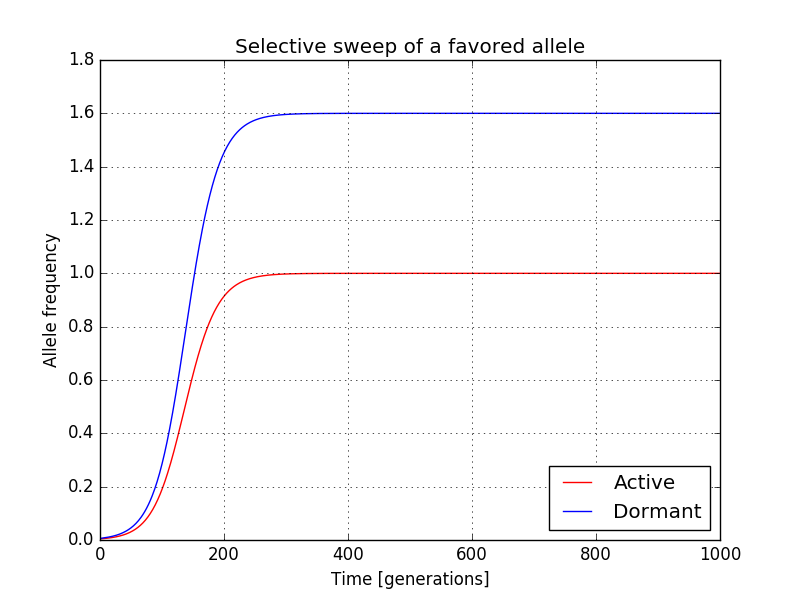 Selective sweep of a favored allele
1.8
1.6
1.4
1.2
1.0
0.8
0.6
0.4
0.2
0.0
Allele frequency
Active
Dormant
0 200 400 600 800 1000
Time [generations]